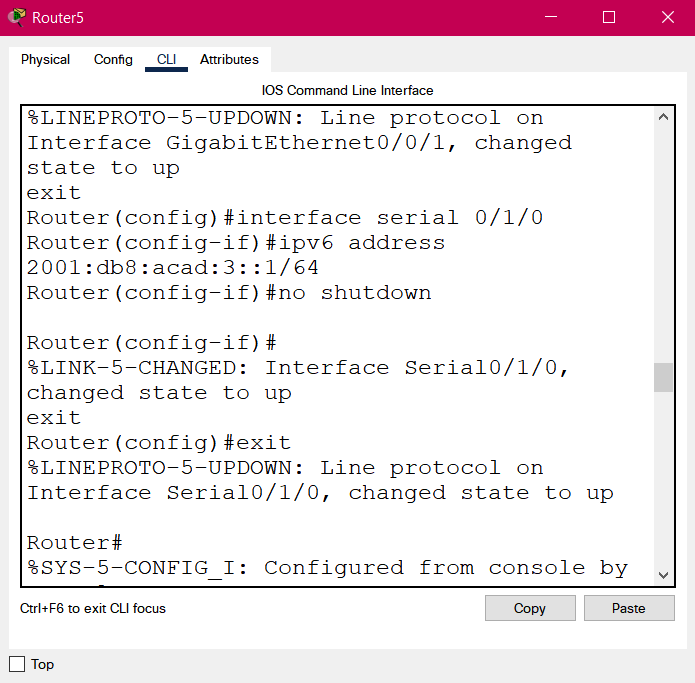 Router5
Physical Config CLI Attributes
IOS Command Line Interface
%LINEPROTO-5-UPDOWN: Line protocol on
Interface GigabitEthernet0/0/1, changed
state to up
exit
Router(config)#interface serial 0/1/0
Router(config-if)#ipv6 address
2001:db8:acad:3::1/64
Router(config-if)#no shutdown
Router(config-if)#
%LINK-5-CHANGED: Interface Serial0/1/0,
changed state to up
exit
Router(config)#exit
%LINEPROTO-5-UPDOWN: Line protocol on
Interface Serial0/1/0, changed state to up
Router#
%SYS-5-CONFIG_I: Configured from console by
Ctrl+F6 to exit CLI focus
Copy Paste
Top